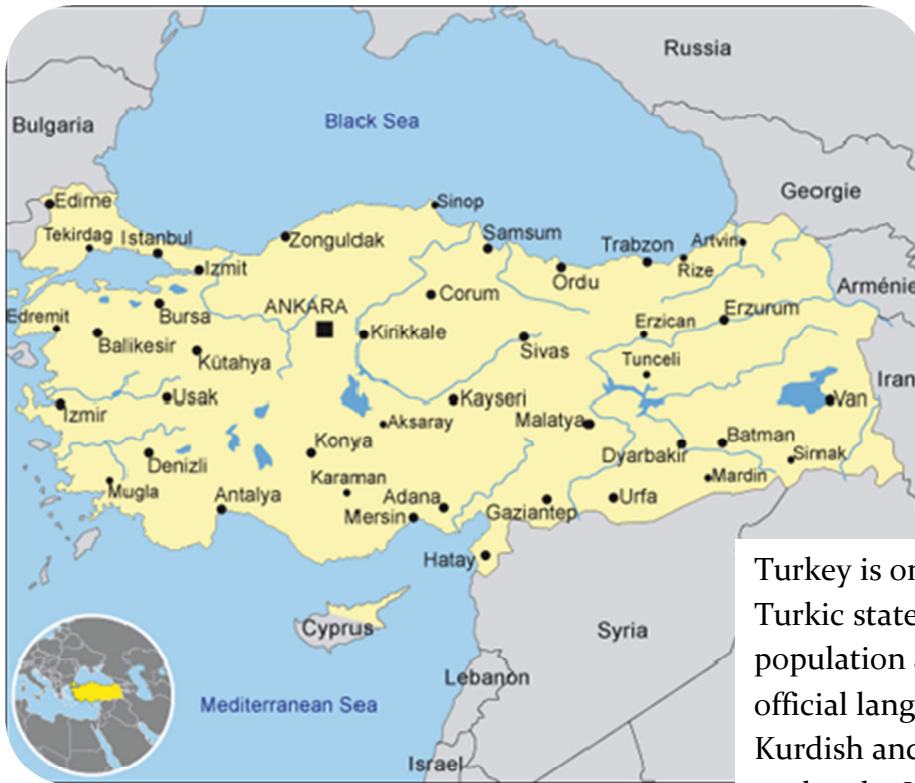 Russia
Bulgaria
Black Sea
Georgie
Edirne
Sinop
Tekirdag
Istanbul
Zonguldak
Samsum
Trabzon
Artvin
Izmit
Ordu
Rize
Arménie
ANKARA
Corum
Edremit
Bursa
Erzurum
Ballikesir
Kirikkale
Erzican
Kütahya
Sivas
Tunceli
Iran
Usak
Kayseri
Van
Izmir
Aksaray
Malatya
Konya
Batman
Denizli
Dyarbakir
Sirnak
Karaman
Mardin
Mugla
Antalya
Adana
Urfa
Mersin
Gaziantep
Hatay
Cyprus
Syria
Lebanon
Mediterranean Sea
Israel
Turkey is
Turkic state
population
official lang
Kurdish and